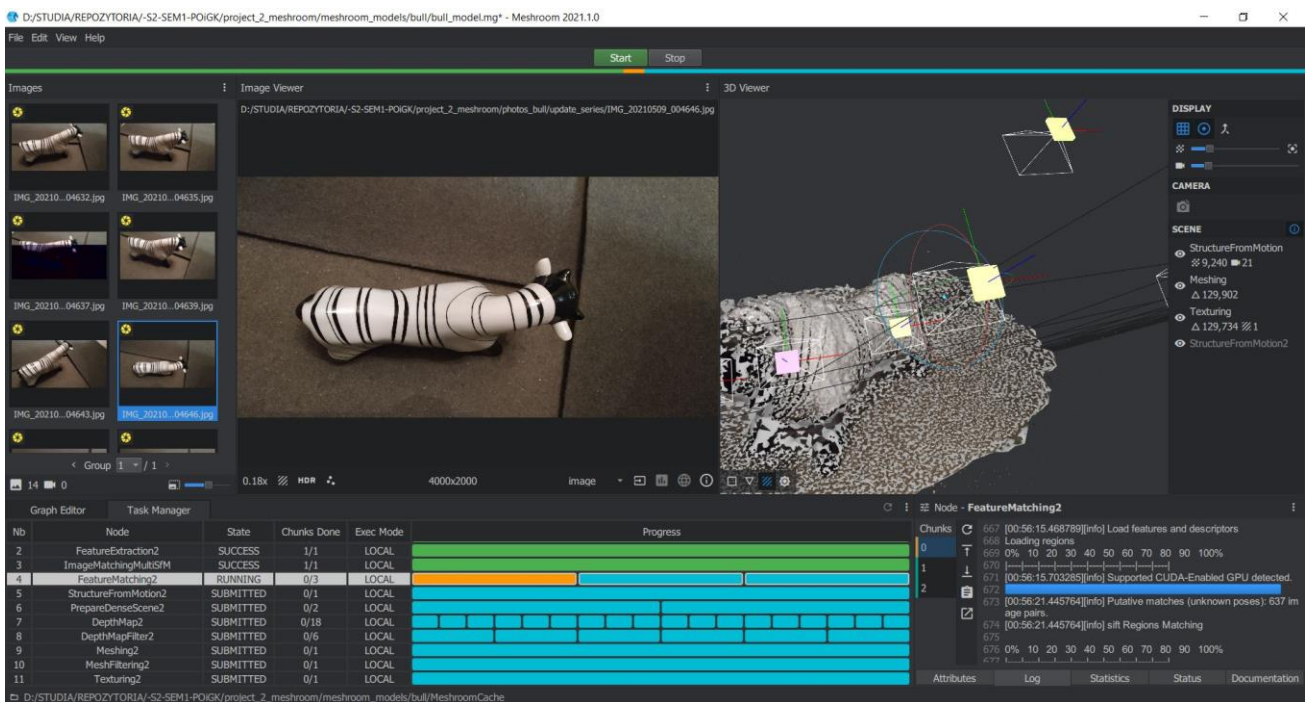 D:/STUDIA/REPOZYTORIA/-S2-SEM1-POiGK/project_2_meshroom/meshroom_models/bull/bull_model.mg* - Meshroom 2021.1.0
File Edit View Help
Start Stop
Images
Image Viewer
3D Viewer
D:/STUDIA/REPOZYTORIA/-S2-SEM1-POiGK/project_2_meshroom/photos_bull/update_series/IMG_20210509_004646.jpg
IMG_20210...04632.jpg IMG_20210...04635.jpg
IMG_20210...04637.jpg IMG_20210...04639.jpg
IMG_20210...04643.jpg IMG_20210...04646.jpg
< Group 1 / 1 >
14 0
0.18x HDR 4000x2000 image
DISPLAY
CAMERA
SCENE
StructureFromMotion
9,240 21
Meshing
129,902
Texturing
129,734 1
StructureFromMotion2
Graph Editor Task Manager
Nb Node State Chunks Done Exec Mode Progress
2 FeatureExtraction2 SUCCESS 1/1 LOCAL
3 ImageMatchingMultiSfM SUCCESS 1/1 LOCAL
4 FeatureMatching2 RUNNING 0/3 LOCAL
5 StructureFromMotion2 SUBMITTED 0/1 LOCAL
6 PrepareDenseScene2 SUBMITTED 0/2 LOCAL
7 DepthMap2 SUBMITTED 0/18 LOCAL
8 DepthMapFilter2 SUBMITTED 0/6 LOCAL
9 Meshing2 SUBMITTED 0/1 LOCAL
10 MeshFiltering2 SUBMITTED 0/1 LOCAL
11 Texturing2 SUBMITTED 0/1 LOCAL
Node - FeatureMatching2
Chunks
0
1
2
667 [00:56:15.468789][info] Load features and descriptors
668 Loading regions
669 0% 10 20 30 40 50 60 70 80 90 100%
670 |----|----|----|----|----|----|----|----|----|----|
671 [00:56:15.703285][info] Supported CUDA-Enabled GPU detected.
672
673 [00:56:21.445764][info] Putative matches (unknown poses): 637 im
age pairs.
674 [00:56:21.445764][info] sift Regions Matching
675
676 0% 10 20 30 40 50 60 70 80 90 100%
677 |----|----|----|----|----|----|----|----|----|----|
Attributes Log Statistics Status Documentation
D:/STUDIA/REPOZYTORIA/-S2-SEM1-POiGK/project_2_meshroom/meshroom_models/bull/MeshroomCache